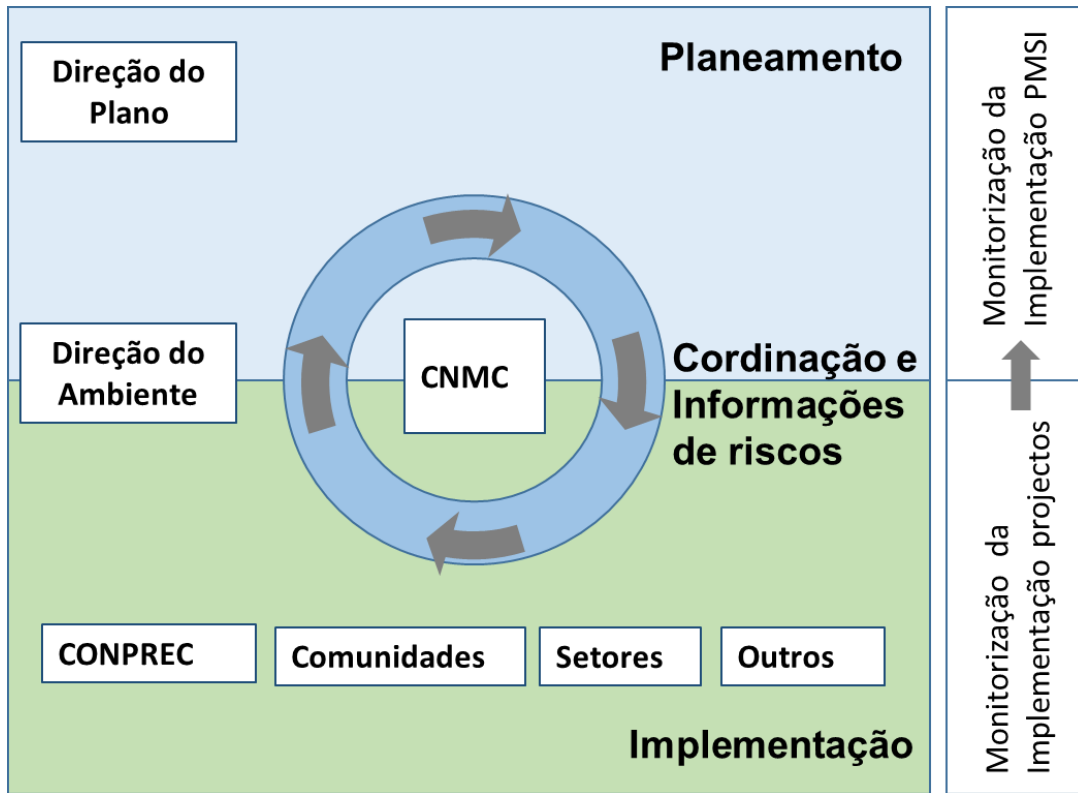 Planeamento
Direção do
Plano
Direção do
Ambiente
CNMC
Cordinação e
Informações
de riscos
CONPREC
Comunidades
Setores
Outros
Implementação
Monitorização da
Implementação PMSI
Monitorização da
Implementação projectos